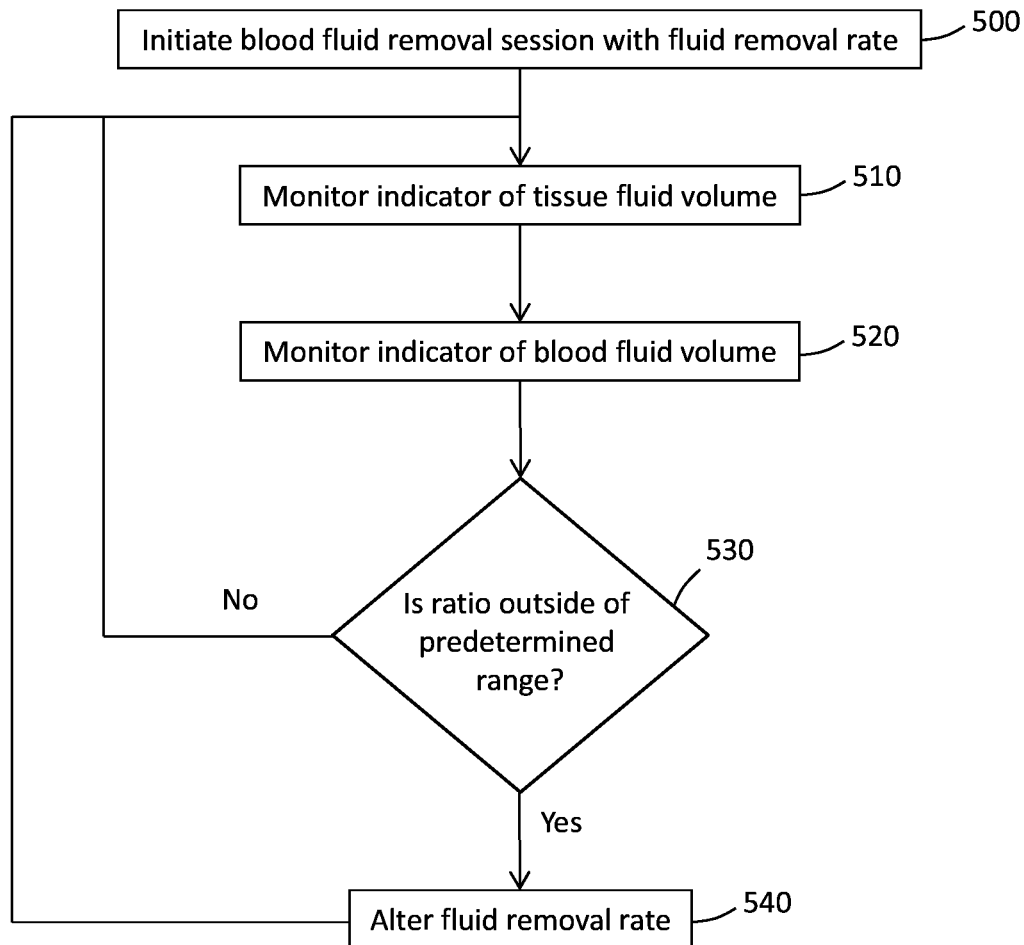 Initiate blood fluid removal session with fluid removal rate
500
Monitor indicator of tissue fluid volume
510
Monitor indicator of blood fluid volume
520
530
No
Is ratio outside of
predetermined
range?
Yes
Alter fluid removal rate
540